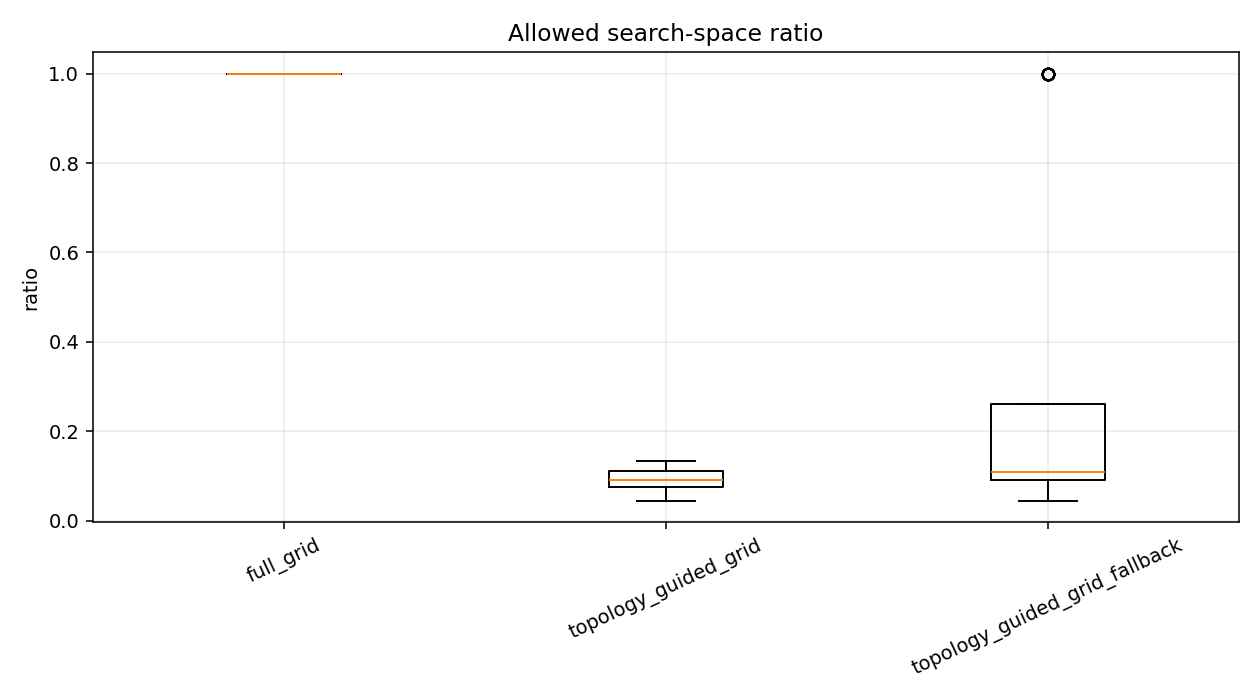 Allowed search-space ratio
ratio
1.0
0.8
0.6
0.4
0.2
0.0
full_grid
topology_guided_grid
topology_guided_grid_fallback